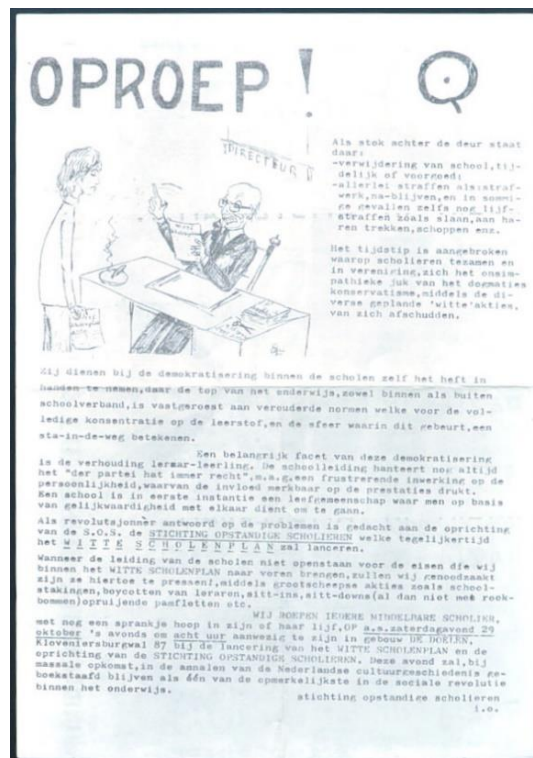 OPROEP !
DIRECTEUR
Als stok achter de deur staat
daar:
-verwijdering van school,tij-
delijk of voorgoed;
-allerlei straffen als:straf-
werk,na-blijven,en in sommi-
ge gevallen zelfs nog lijf-
straffen zoals slaan,aan ha-
ren trekken,schoppen enz.
Het tijdstip is aangebroken
waarop scholieren tezamen en
in vereniging,zich het onsim-
pathieke juk van het dogmaties
konservatisme,middels de di-
verse geplande 'witte'akties,
van zich afschudden.
Zij dienen bij de demokratisering binnen de scholen zelf het heft in
handen te nemen,daar de top van het onderwijs,zowel binnen als buiten
schoolverband,is vastgeroest aan verouderde normen welke voor de vol-
ledige konsentratie op de leerstof,en de sfeer waarin dit gebeurt,een
sta-in-de-weg betekenen.
Een belangrijk facet van deze demokratisering
is de verhouding leraar-leerling. De schoolleiding hanteert nog altijd
het "der partei hat immer recht",m.a.g.een frustrerende inwerking op de
persoonlijkheid,waarvan de invloed merkbaar op de prestaties drukt.
Een school is in eerste instantie een leefgemeenschap waar men op basis
van gelijkwaardigheid met elkaar dient om te gaan.
Als revolutsjonner antwoord op de problemen is gedacht aan de oprichting
van de S.O.S. de STICHTING OPSTANDIGE SCHOLIEREN welke tegelijkertijd
het W I T T E S C H O L E N P L A N zal lanceren.
Wanneer de leiding van de scholen niet openstaan voor de eisen die wij
binnen het WITTE SCHOLENPLAN naar voren brengen,zullen wij genoodzaakt
zijn ze hiertoe te pressen!,middels grootscheepse akties zoals school-
stakingen,boycotten van leraren,sitt-ins,sitt-downs(al dan niet met rook-
bommen)opruijende pamfletten etc.
WIJ ROEPEN IEDERE MIDDELBARE SCHOLIER,
met nog een sprankje hoop in zijn of haar lijf,OP a.s.zaterdagavond 29
oktober 's avonds om acht uur aanwezig te zijn in gebouw DE DOELEN,
Kloveniersburgwal 87 bij de lancering van het WITTE SCHOLENPLAN en de
oprichting van de STICHTING OPSTANDIGE SCHOLIEREN. Deze avond zal,bij
massale opkomst,in de annalen van de Nederlandse cultuurgeschiedenis ge-
boekstaafd blijven als één van de opmerkelijkste in de sociale revolutie
binnen het onderwijs.
stichting opstandige scholieren
i.o.